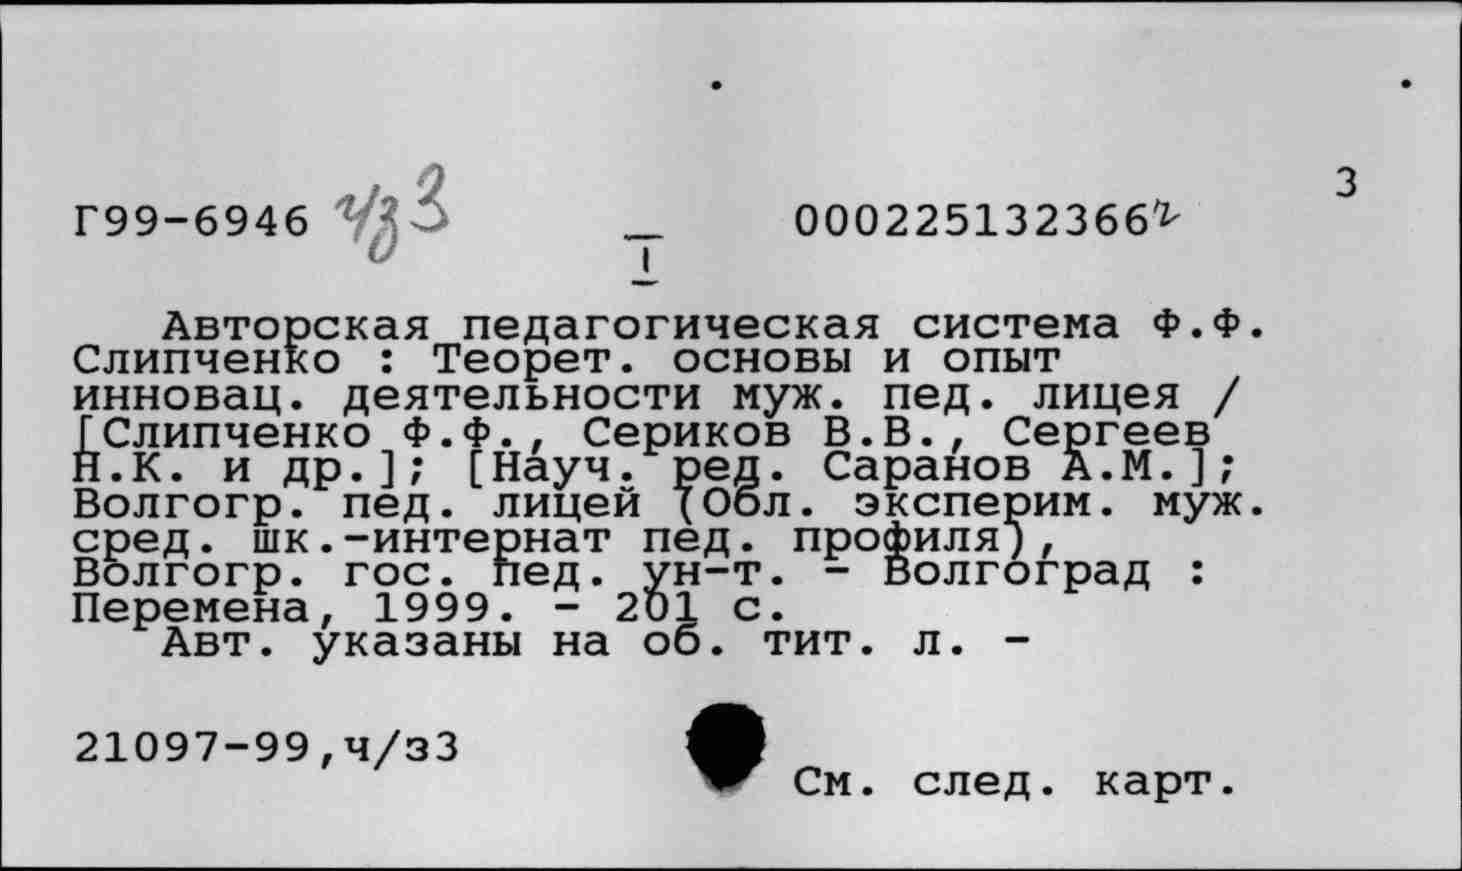 3
Г99-6946 ч/з3 0002251323662
I
Авторская педагогическая система Ф.Ф.
Слипченко : Теорет. основы и опыт
инновац. деятельности муж. пед. лицея /
[Слипченко Ф.Ф., Сериков В.В., Сергеев
Н.К. и др.]; [Науч. ред. Саранов А.М.];
Волгогр. пед. лицей (Обл. эксперим. муж.
сред. шк.-интернат пед. профиля),
Волгогр. гос. пед. ун-т. - Волгоград :
Перемена, 1999. - 201 с.
Авт. указаны на об. тит. л. -
21097-99,ч/з3
См. след. карт.